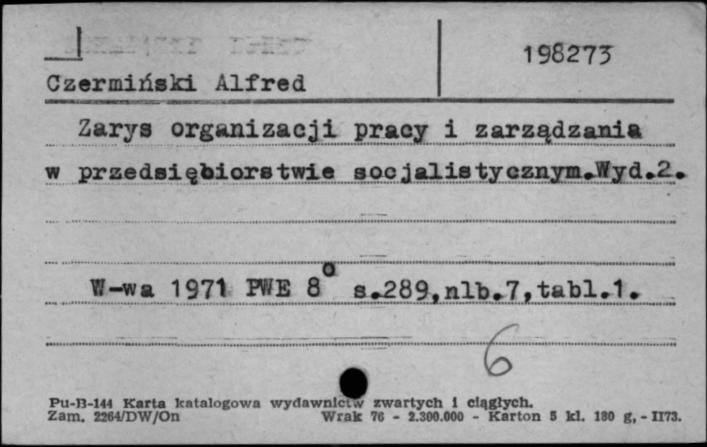 198273
Czermiński Alfred
Zarys organizacji pracy i zarządzania
w przedsiębiorstwie socjalistycznym.Wyd.2.
W-wa 1971 PWE 8° s.289,nlb.7,tabl.1.
6
Pu-B-144 Karta katalogowa wydawnictw zwartych i ciągłych.
Zam. 2264/DW/On Wrak 76 - 2.300.000 - Karton 5 kl. 180 g, - II73.